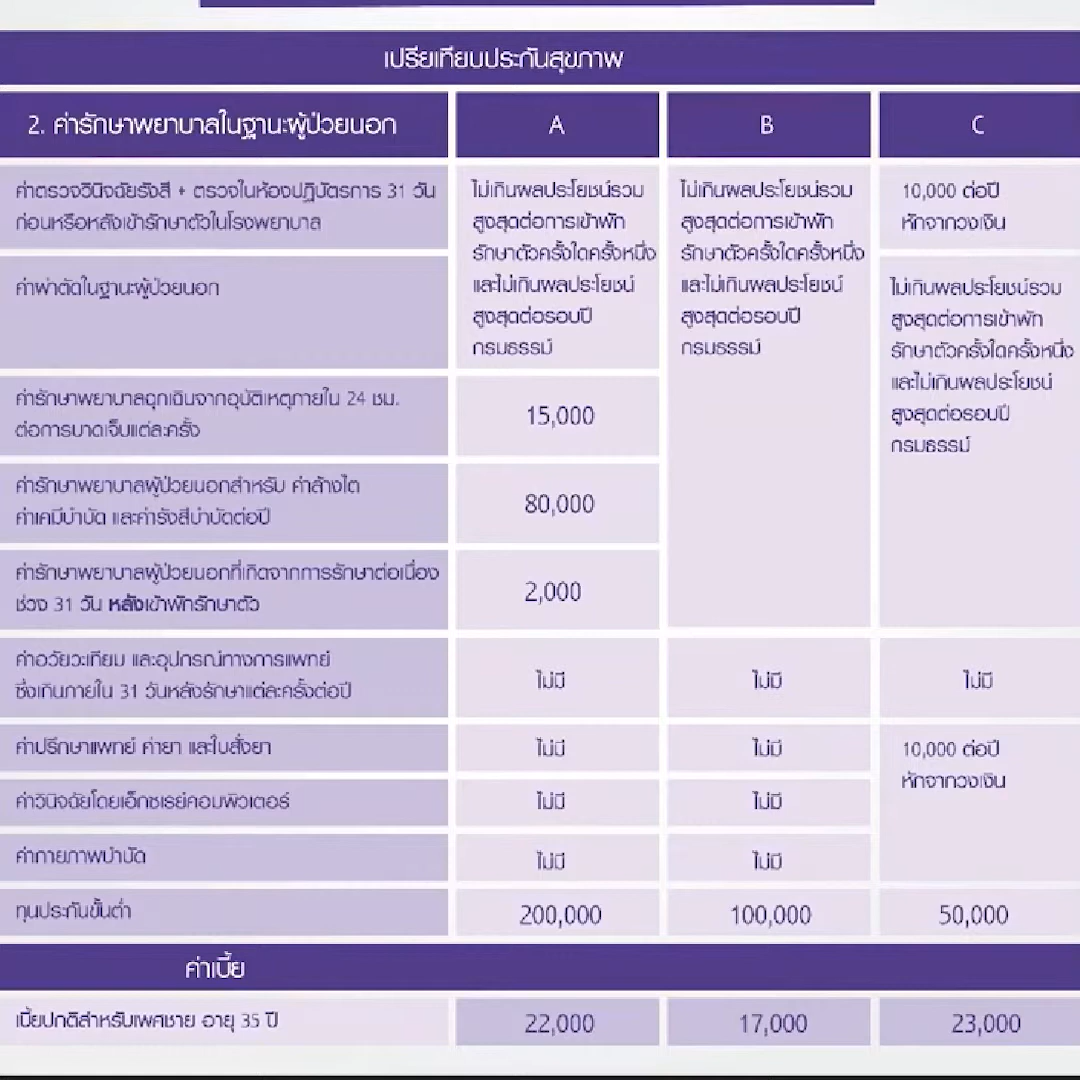 เปรียเทียบประกันสุขภาพ
2. ค่ารักษาพยาบาลในฐานะผู้ป่วยนอก
A
B
C
ค่าตรวจวินิจฉัยรังสี + ตรวจในห้องปฏิบัตรการ 31 วัน
ก่อนหรือหลังเข้ารักษาตัวในโรงพยาบาล
ไม่เกินผลประโยชน์รวม
สูงสุดต่อการเข้าพัก
รักษาตัวครั้งใดครั้งหนึ่ง
และไม่เกินผลประโยชน์
สูงสุดต่อรอบปี
กรมธรรม์
ไม่เกินผลประโยชน์รวม
สูงสุดต่อการเข้าพัก
รักษาตัวครั้งใดครั้งหนึ่ง
และไม่เกินผลประโยชน์
สูงสุดต่อรอบปี
กรมธรรม์
10,000 ต่อปี
หักจากวงเงิน
ค่าผ่าตัดในฐานะผู้ป่วยนอก
ไม่เกินผลประโยชน์รวม
สูงสุดต่อการเข้าพัก
รักษาตัวครั้งใดครั้งหนึ่ง
และไม่เกินผลประโยชน์
สูงสุดต่อรอบปี
กรมธรรม์
ค่ารักษาพยาบาลฉุกเฉินจากอุบัติเหตุภายใน 24 ชม.
ต่อการบาดเจ็บแต่ละครั้ง
15,000
ค่ารักษาพยาบาลผู้ป่วยนอกสำหรับ ค่าล้างไต
ค่าเคมีบำบัด และค่ารังสีบำบัดต่อปี
80,000
ค่ารักษาพยาบาลผู้ป่วยนอกที่เกิดจากการรักษาต่อเนื่อง
ช่วง 31 วัน หลังเข้าพักรักษาตัว
2,000
ค่าอวัยวะเทียม และอุปกรณ์ทางการแพทย์
ซึ่งเกินภายใน 31 วันหลังรักษาแต่ละครั้งต่อปี
ไม่มี
ไม่มี
ไม่มี
ค่าปรึกษาแพทย์ ค่ายา และใบสั่งยา
ไม่มี
ไม่มี
10,000 ต่อปี
หักจากวงเงิน
ค่าวินิจฉัยโดยเอ็กซเรย์คอมพิวเตอร์
ไม่มี
ไม่มี
ค่ากายภาพบำบัด
ไม่มี
ไม่มี
ทุนประกันขั้นต่ำ
200,000
100,000
50,000
ค่าเบี้ย
เบี้ยปกติสำหรับเพศชาย อายุ 35 ปี
22,000
17,000
23,000